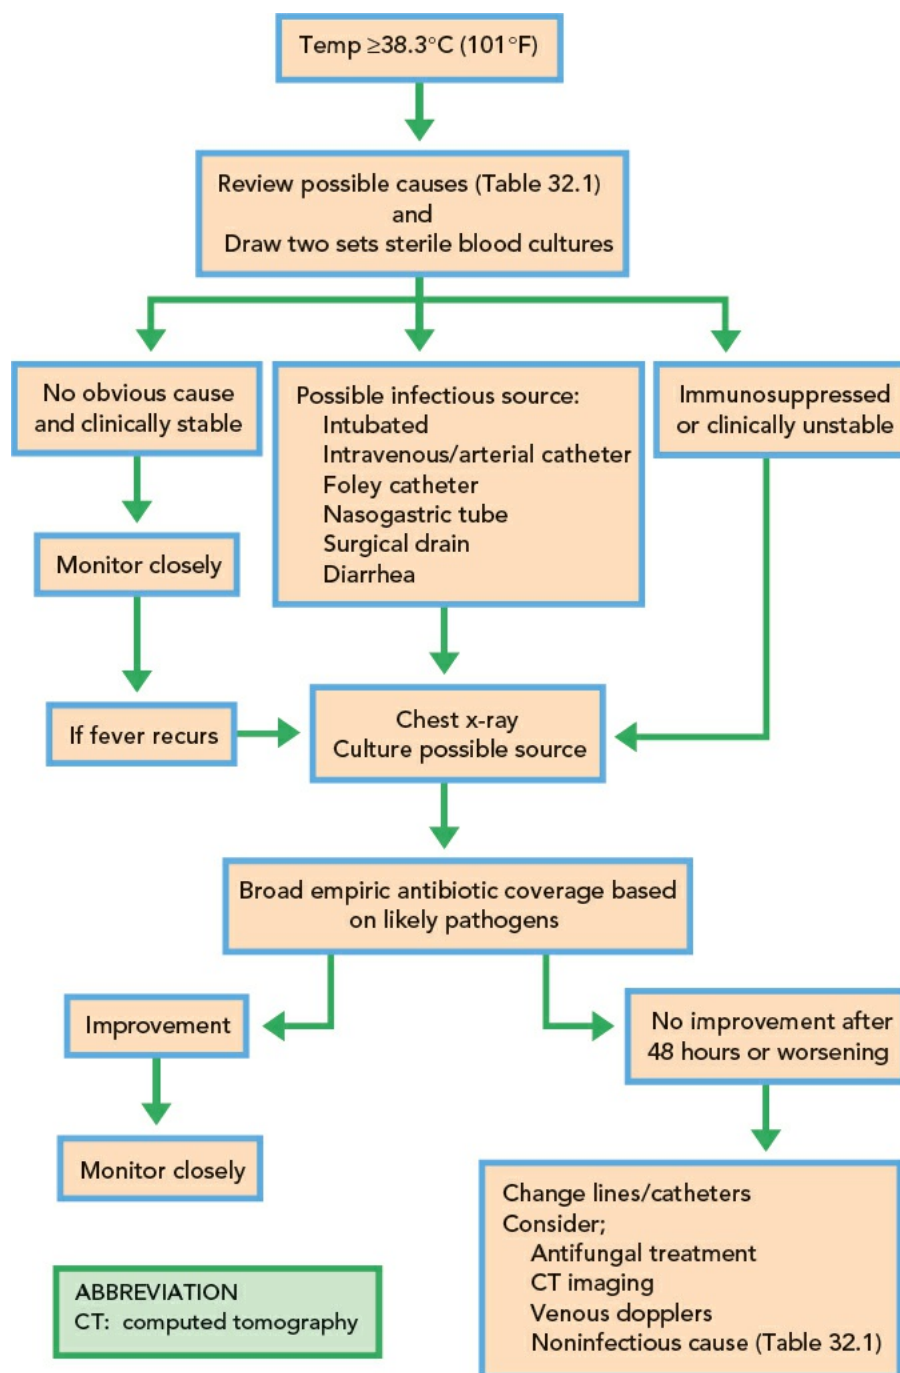 Temp ≥38.3°C (101°F)
Review possible causes (Table 32.1)
and
Draw two sets sterile blood cultures
No obvious cause
and clinically stable
Possible infectious source:
Intubated
Intravenous/arterial catheter
Foley catheter
Nasogastric tube
Surgical drain
Diarrhea
Immunosuppressed
or clinically unstable
Monitor closely
If fever recurs
Chest x-ray
Culture possible source
Broad empiric antibiotic coverage based
on likely pathogens
Improvement
No improvement after
48 hours or worsening
Monitor closely
Change lines/catheters
Consider;
Antifungal treatment
CT imaging
Venous dopplers
Noninfectious cause (Table 32.1)
ABBREVIATION
CT: computed tomography